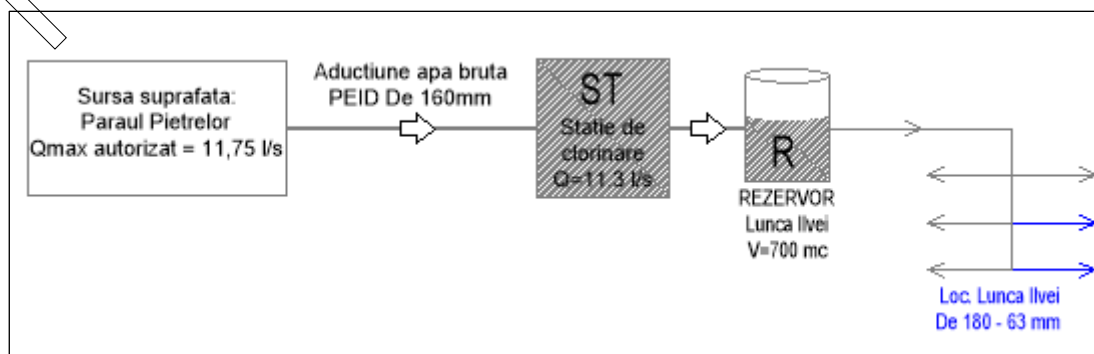 Sursa suprafata:
Paraul Pietrelor
Qmax autorizat = 11,75 l/s
Aductiune apa bruta
PEID De 160mm
ST
Statie de
clorinare
Q=11.3 l/s
R
REZERVOR
Lunca Ilvei
V=700 mc
Loc. Lunca Ilvei
De 180 - 63 mm